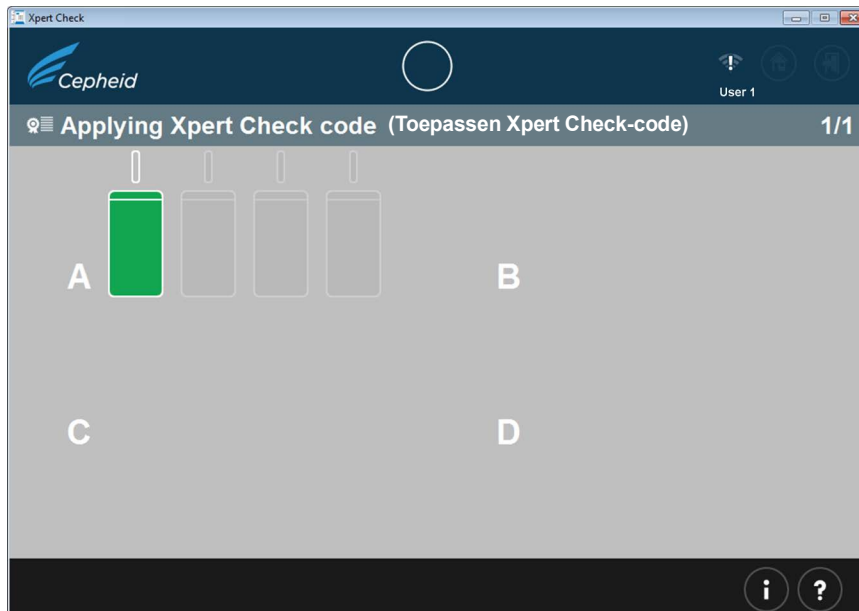 Xpert Check
Cepheid
User 1
Applying Xpert Check code (Toepassen Xpert Check-code) 1/1
A
B
C
D
i ?